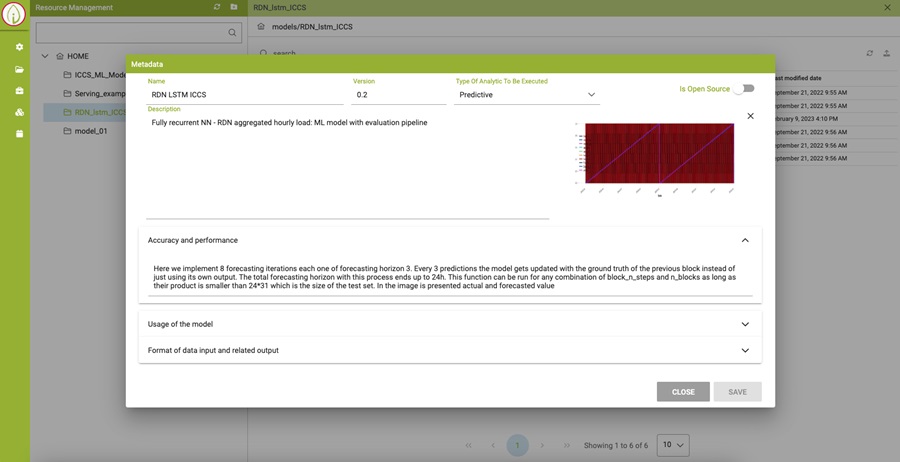 Resource Management
RDN_lstm_ICCS
models/RDN_lstm_ICCS
search
HOME
ICCS_ML_Mode
Serving_examp
RDN_lstm_ICC
model_01
Metadata
Name
Version
Type Of Analytic To Be Executed
RDN LSTM ICCS
0.2
Predictive
Is Open Source
Description
Fully recurrent NN - RDN aggregated hourly load: ML model with evaluation pipeline
Accuracy and performance
Here we implement 8 forecasting iterations each one of forecasting horizon 3. Every 3 predictions the model gets updated with the ground truth of the previous block instead of
just using its own output. The total forecasting horizon with this process ends up to 24h. This function can be run for any combination of block_n_steps and n_blocks as long as
their product is smaller than 24*31 which is the size of the test set. In the image is presented actual and forecasted value
Usage of the model
Format of data input and related output
CLOSE
SAVE
ast modified date
eptember 21, 2022 9:55 AM
eptember 21, 2022 9:55 AM
ebruary 9, 2023 4:10 PM
eptember 21, 2022 9:56 AM
eptember 21, 2022 9:56 AM
eptember 21, 2022 9:56 AM
1
Showing 1 to 6 of 6
10